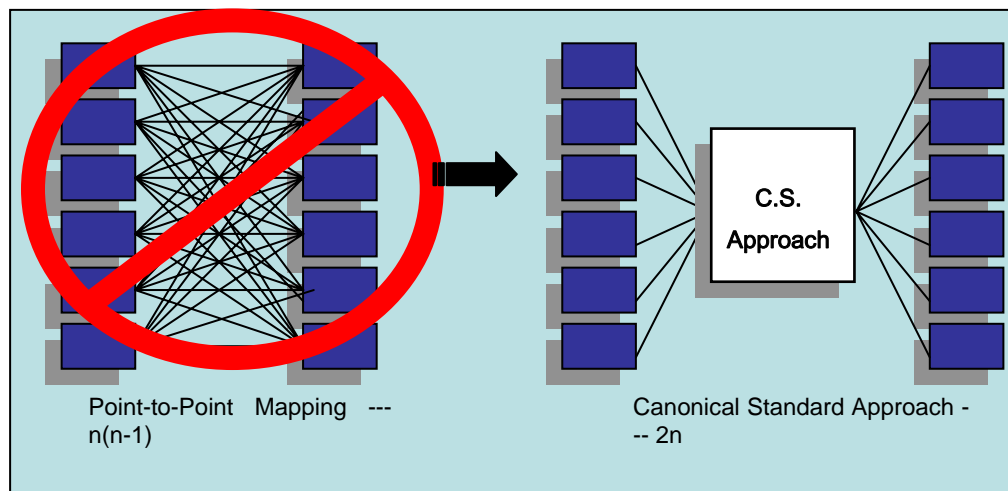 C.S.
Approach
Point-to-Point Mapping ---
n(n-1)
Canonical Standard Approach -
-- 2n